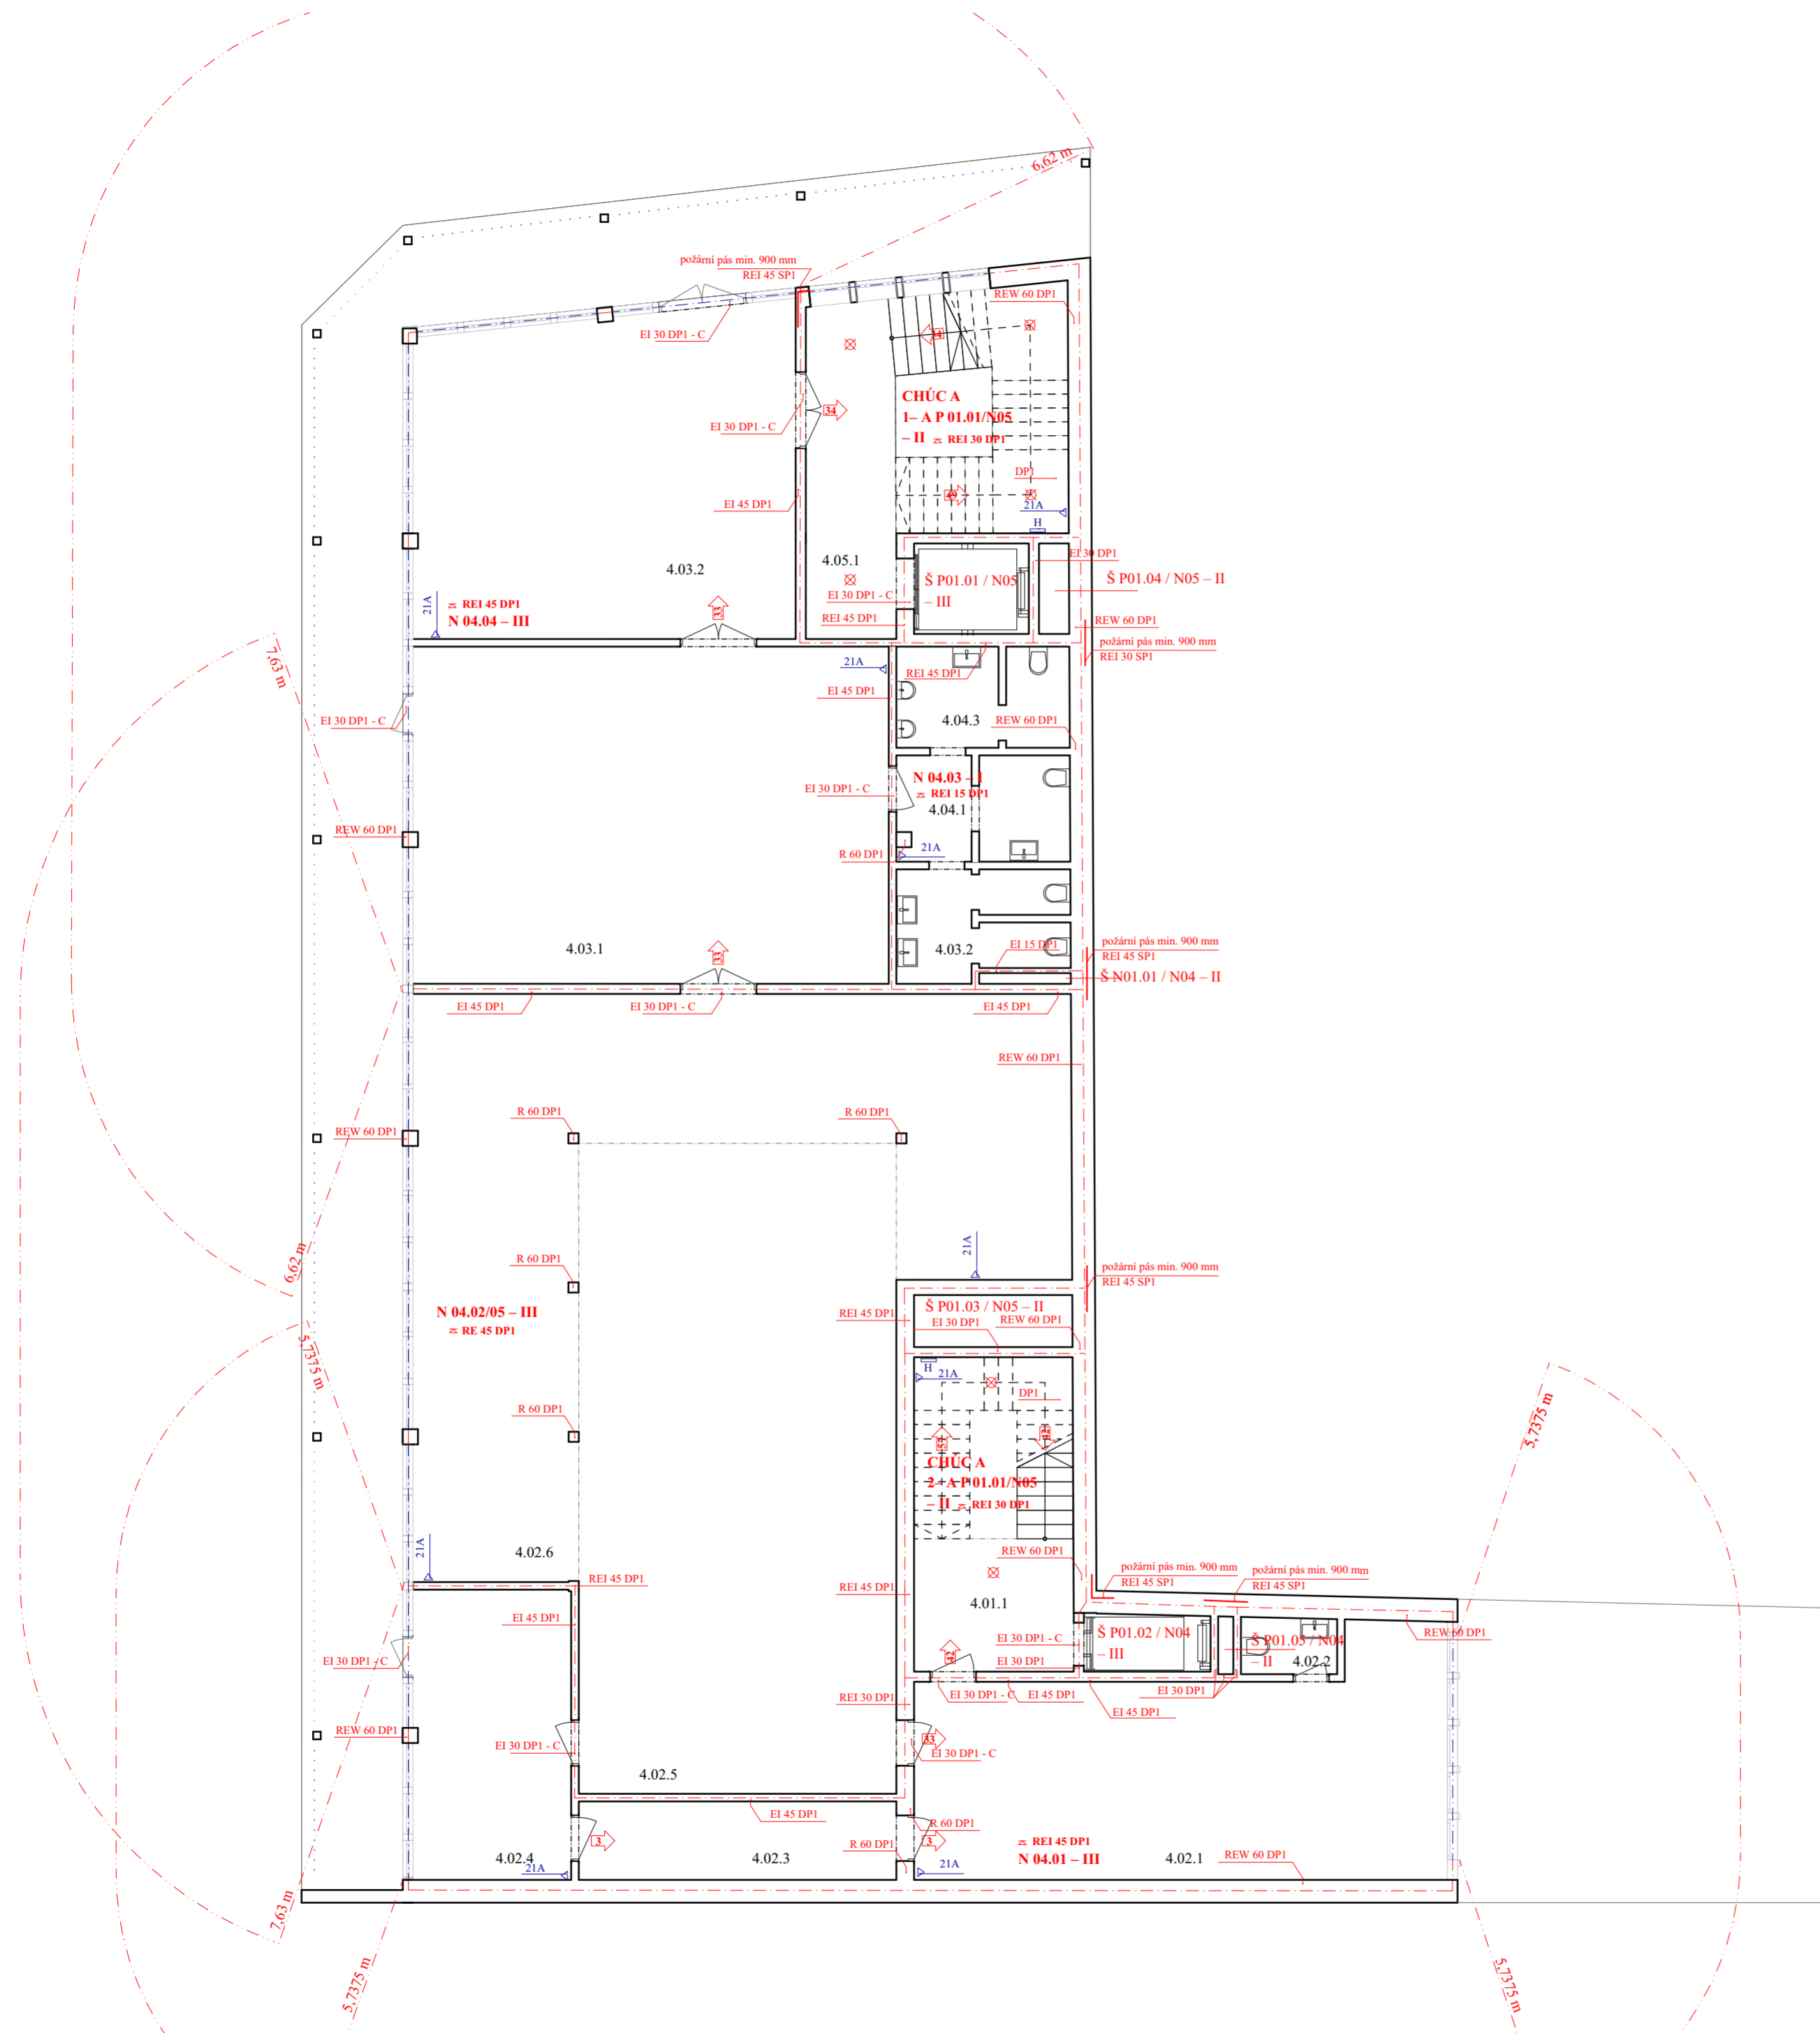 6,62 m
požární pás min. 900 mm
REI 45 SP1
REW 60 DP1
EI 30 DP1 - C
34
CHÚC A
1– A P 01.01/N05
– II ⌅ REI 30 DP1
34
EI 30 DP1 - C
DP1
49
EI 45 DP1
21A
H
4.05.1
EI 30 DP1
4.03.2
Š P01.01 / N05
– III
Š P01.04 / N05 – II
EI 30 DP1 - C
21A
REI 45 DP1
N 04.04 – III
33
REI 45 DP1
REW 60 DP1
požární pás min. 900 mm
REI 30 SP1
7,63 m
21A
REI 45 DP1
EI 45 DP1
EI 30 DP1 - C
4.04.3
REW 60 DP1
N 04.03 – I
REI 15 DP1
EI 30 DP1 - C
4.04.1
REW 60 DP1
21A
R 60 DP1
4.03.1
33
4.03.2
EI 15 DP1
požární pás min. 900 mm
REI 45 SP1
Š N01.01 / N04 – II
EI 45 DP1
EI 30 DP1 - C
EI 45 DP1
REW 60 DP1
R 60 DP1
R 60 DP1
REW 60 DP1
21A
6,62 m
R 60 DP1
požární pás min. 900 mm
REI 45 SP1
N 04.02/05 – III
RE 45 DP1
REI 45 DP1
Š P01.03 / N05 – II
EI 30 DP1
REW 60 DP1
5,7375 m
H
21A
DP1
R 60 DP1
57
42
5,7375 m
CHÚC A
2– A P 01.01/N05
– II ⌅ REI 30 DP1
21A
4.02.6
REW 60 DP1
REI 45 DP1
REI 45 DP1
požární pás min. 900 mm
REI 45 SP1
požární pás min. 900 mm
REI 45 SP1
4.01.1
EI 45 DP1
EI 30 DP1 - C
42
EI 30 DP1 - C
EI 30 DP1
Š P01.02 / N04
– III
Š P01.05 / N04
– II
4.02.2
REW 60 DP1
REI 30 DP1
EI 30 DP1 - C
EI 45 DP1
EI 30 DP1
EI 45 DP1
REW 60 DP1
EI 30 DP1 - C
33
EI 30 DP1 - C
4.02.5
EI 45 DP1
R 60 DP1
3
3
R 60 DP1
4.02.4
21A
4.02.3
21A
REI 45 DP1
N 04.01 – III
4.02.1
REW 60 DP1
7,63 m
5,7375 m
5,7375 m